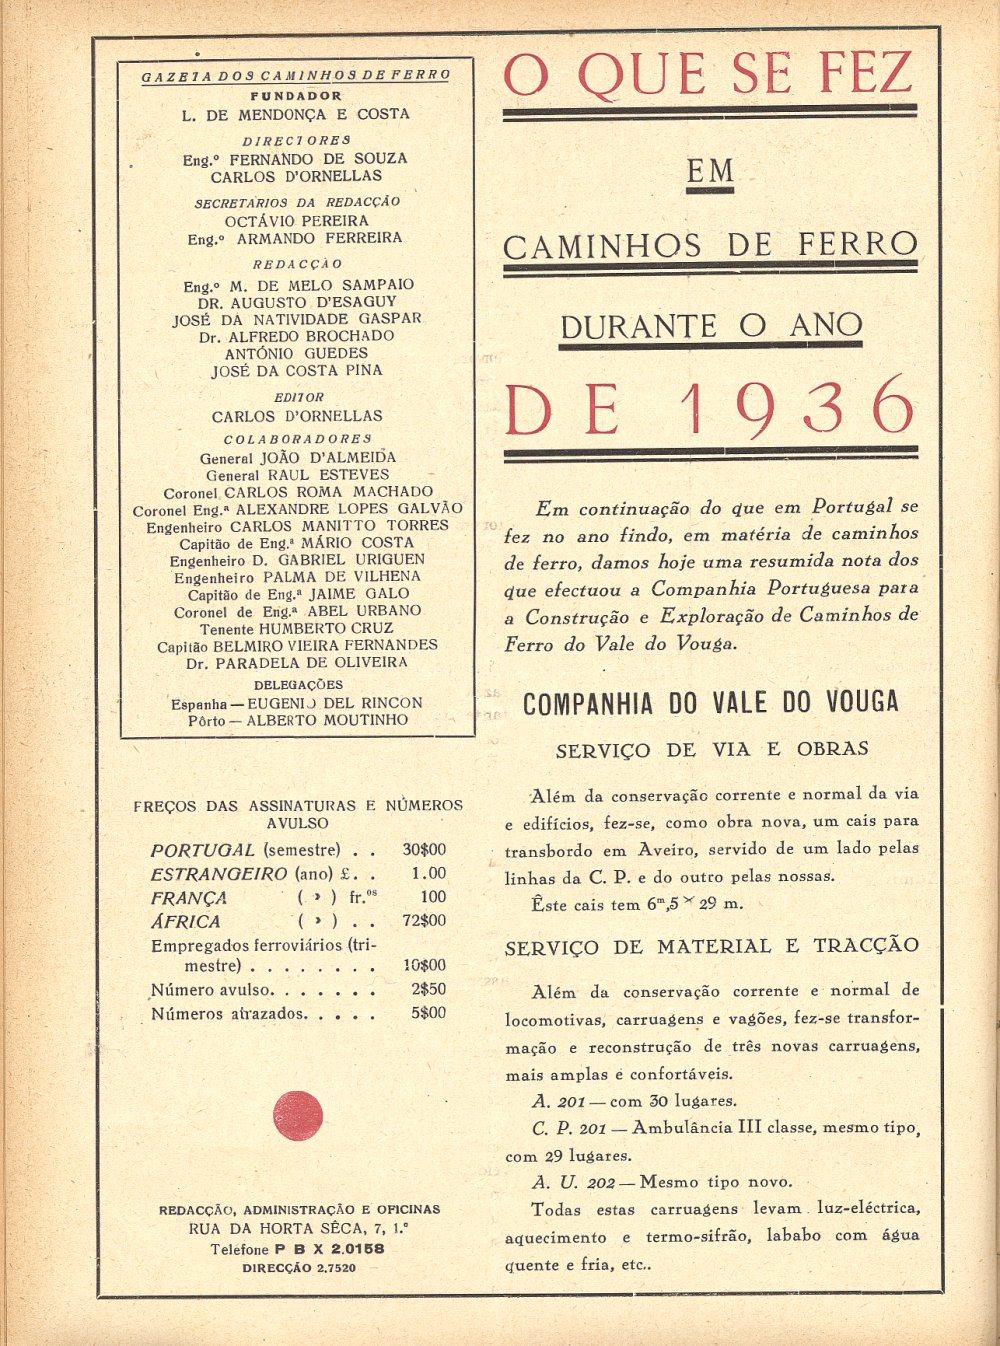 GAZETA DOS CAMINHOS DE FERRO
FUNDADOR
L. DE MENDONÇA E COSTA
DIRECTORES
Eng.º FERNANDO DE SOUZA
CARLOS D'ORNELLAS
SECRETARIOS DA REDACÇÃO
OCTÁVIO PEREIRA
Eng.º ARMANDO FERREIRA
REDACÇÃO
Eng.º M. DE MELO SAMPAIO
DR. AUGUSTO D'ESAGUY
JOSÉ DA NATIVIDADE GASPAR
Dr. ALFREDO BROCHADO
ANTÓNIO GUEDES
JOSÉ DA COSTA PINA
EDITOR
CARLOS D'ORNELLAS
COLABORADORES
General JOÃO D'ALMEIDA
General RAUL ESTEVES
Coronel CARLOS ROMA MACHADO
Coronel Eng.ª ALEXANDRE LOPES GALVÃO
Engenheiro CARLOS MANITTO TORRES
Capitão de Eng.ª MÁRIO COSTA
Engenheiro D. GABRIEL URIGUEN
Engenheiro PALMA DE VILHENA
Capitão de Eng.ª JAIME GALO
Coronel de Eng.ª ABEL URBANO
Tenente HUMBERTO CRUZ
Capitão BELMIRO VIEIRA FERNANDES
Dr. PARADELA DE OLIVEIRA
DELEGAÇÕES
Espanha — EUGENIO DEL RINCON
Pôrto — ALBERTO MOUTINHO
PREÇOS DAS ASSINATURAS E NÚMEROS
AVULSO
PORTUGAL (semestre) . . 30$00
ESTRANGEIRO (ano) £. . 1.00
FRANÇA ( » ) fr.os 100
ÁFRICA ( » ) . . 72$00
Empregados ferroviários (tri-
mestre) . . . . . . . . 10$00
Número avulso. . . . . . . 2$50
Números atrazados. . . . . 5$00
REDACÇÃO, ADMINISTRAÇÃO E OFICINAS
RUA DA HORTA SÊCA, 7, 1.º
Telefone P B X 2.0158
DIRECÇÃO 2.7520
O QUE SE FEZ
EM
CAMINHOS DE FERRO
DURANTE O ANO
DE 1936
Em continuação do que em Portugal se
fez no ano findo, em matéria de caminhos
de ferro, damos hoje uma resumida nota dos
que efectuou a Companhia Portuguesa para
a Construção e Exploração de Caminhos de
Ferro do Vale do Vouga.
COMPANHIA DO VALE DO VOUGA
SERVIÇO DE VIA E OBRAS
Além da conservação corrente e normal da via
e edifícios, fez-se, como obra nova, um cais para
transbordo em Aveiro, servido de um lado pelas
linhas da C. P. e do outro pelas nossas.
Êste cais tem 6m,5 × 29 m.
SERVIÇO DE MATERIAL E TRACÇÃO
Além da conservação corrente e normal de
locomotivas, carruagens e vagões, fez-se transfor-
mação e reconstrução de três novas carruagens,
mais amplas e confortáveis.
A. 201 — com 30 lugares.
C. P. 201 — Ambulância III classe, mesmo tipo,
com 29 lugares.
A. U. 202 — Mesmo tipo novo.
Todas estas carruagens levam luz-eléctrica,
aquecimento e termo-sifrão, lababo com água
quente e fria, etc..